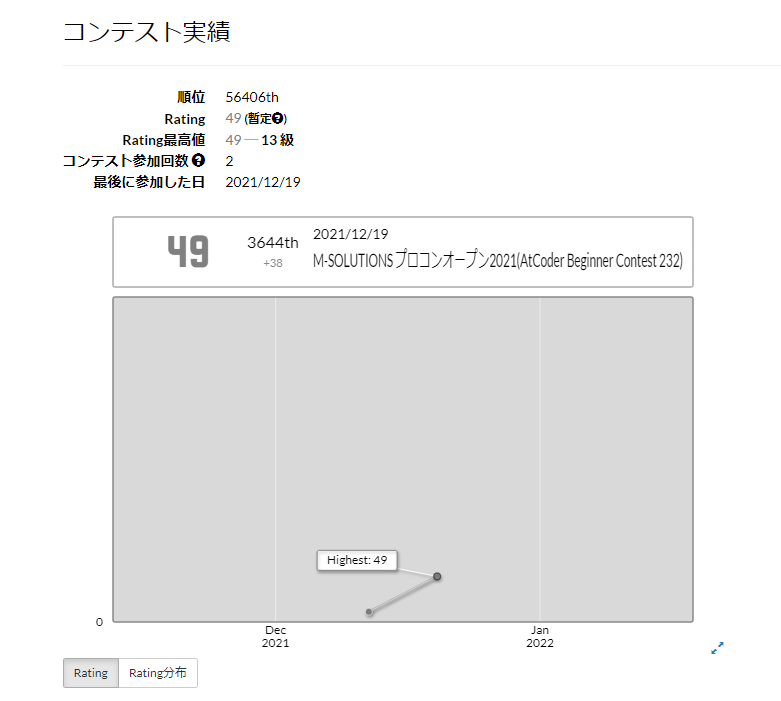 コンテスト実績
順位 56406th
Rating 49 (暫定?)
Rating最高値 49 ― 13 級
コンテスト参加回数 ? 2
最後に参加した日 2021/12/19
49
3644th
+38
2021/12/19
M-SOLUTIONS プロコンオープン2021(AtCoder Beginner Contest 232)
Highest: 49
0
Dec
2021
Jan
2022
Rating
Rating分布